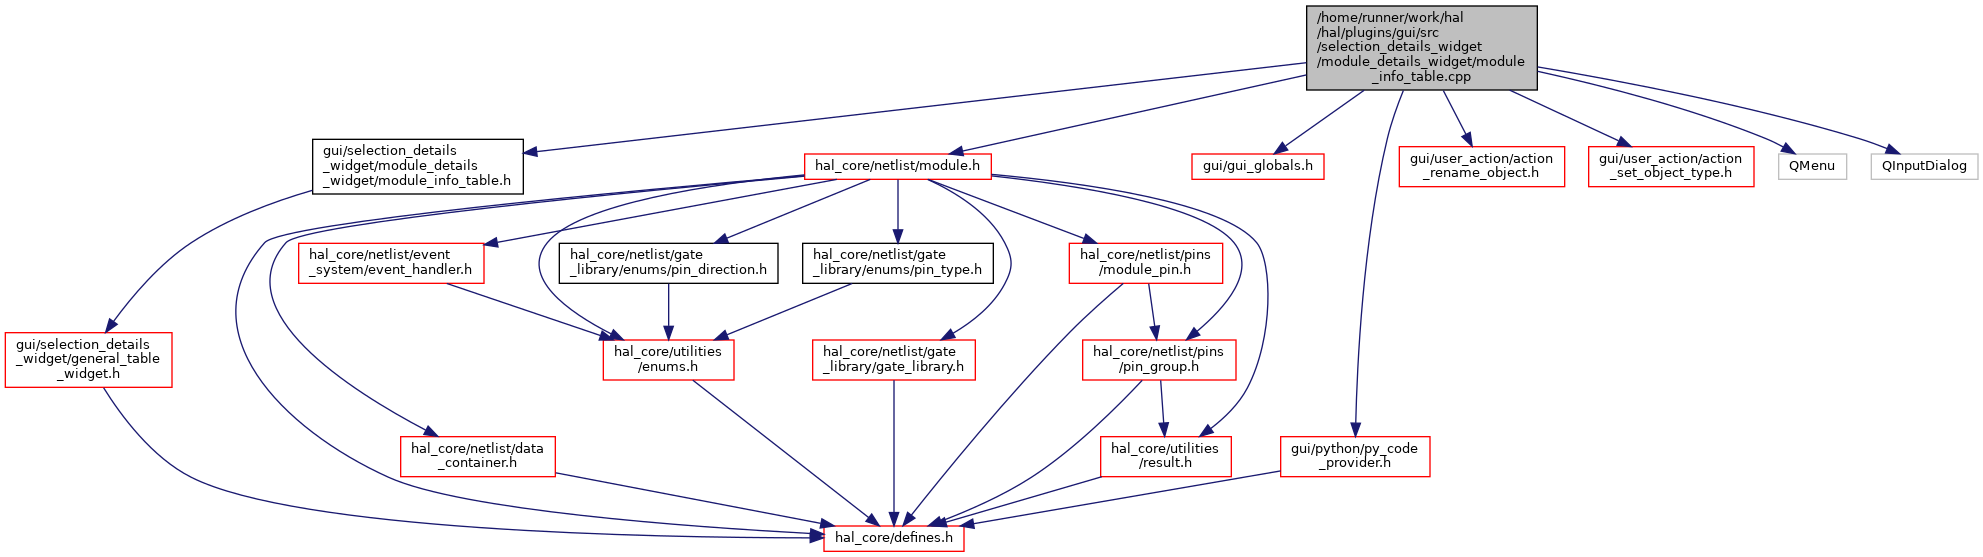 /home/runner/work/hal
/hal/plugins/gui/src
/selection_details_widget
/module_details_widget/module
_info_table.cpp
gui/selection_details
_widget/module_details
_widget/module_info_table.h
hal_core/netlist/module.h
gui/gui_globals.h
gui/user_action/action
_rename_object.h
gui/user_action/action
_set_object_type.h
QMenu
QInputDialog
hal_core/netlist/event
_system/event_handler.h
hal_core/netlist/gate
_library/enums/pin_direction.h
hal_core/netlist/gate
_library/enums/pin_type.h
hal_core/netlist/pins
/module_pin.h
gui/selection_details
_widget/general_table
_widget.h
hal_core/utilities
/enums.h
hal_core/netlist/gate
_library/gate_library.h
hal_core/netlist/pins
/pin_group.h
hal_core/netlist/data
_container.h
hal_core/utilities
/result.h
gui/python/py_code
_provider.h
hal_core/defines.h